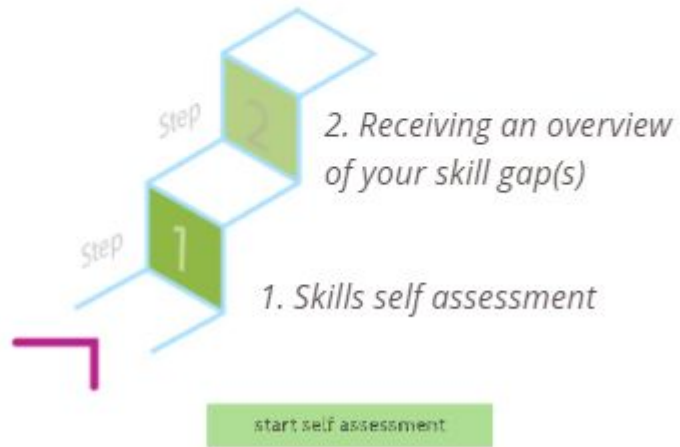 Step
2
2. Receiving an overview
of your skill gap(s)
Step
1
1. Skills self assessment
start self assessment